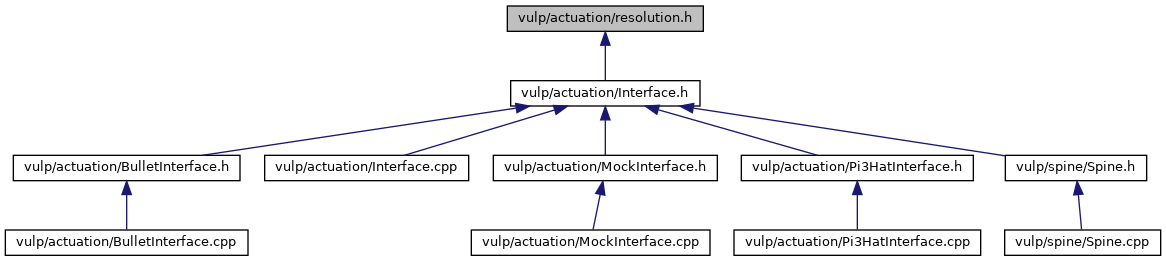 vulp/actuation/resolution.h
vulp/actuation/Interface.h
vulp/actuation/BulletInterface.h
vulp/actuation/Interface.cpp
vulp/actuation/MockInterface.h
vulp/actuation/Pi3HatInterface.h
vulp/spine/Spine.h
vulp/actuation/BulletInterface.cpp
vulp/actuation/MockInterface.cpp
vulp/actuation/Pi3HatInterface.cpp
vulp/spine/Spine.cpp